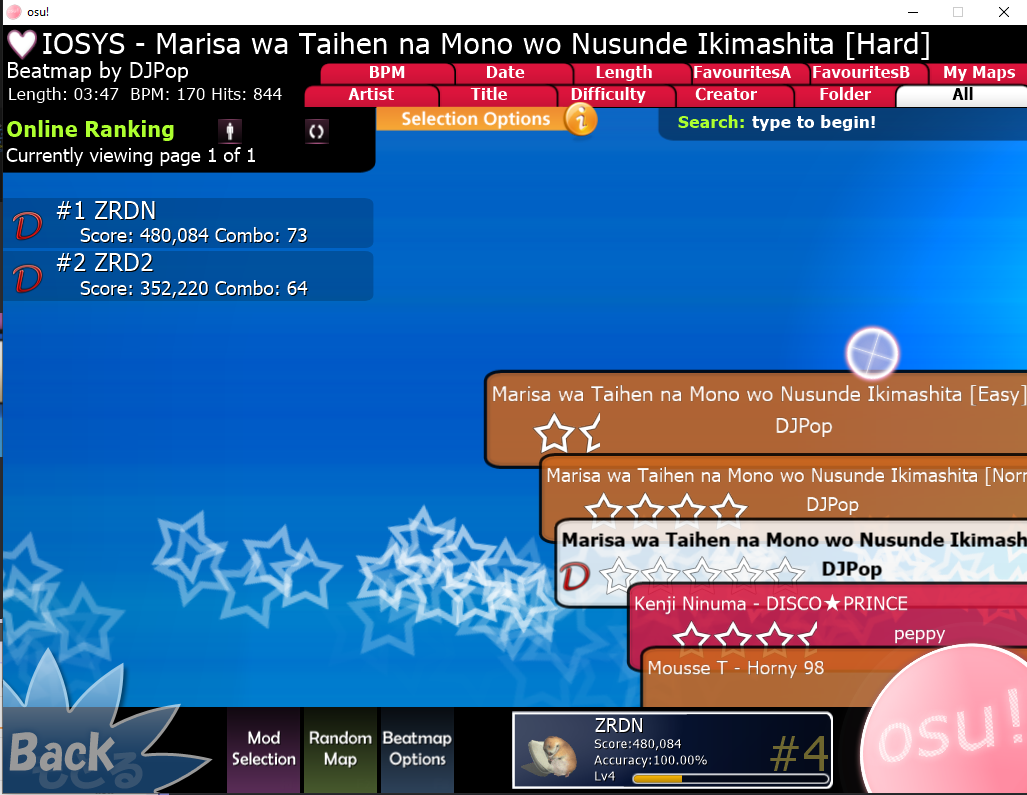 osu!
IOSYS - Marisa wa Taihen na Mono wo Nusunde Ikimashita [Hard]
Beatmap by DJPop
Length: 03:47 BPM: 170 Hits: 844
BPM Date Length FavouritesA FavouritesB My Maps
Artist Title Difficulty Creator Folder All
Online Ranking
Currently viewing page 1 of 1
Selection Options i
Search: type to begin!
D #1 ZRDN
Score: 480,084 Combo: 73
D #2 ZRD2
Score: 352,220 Combo: 64
Marisa wa Taihen na Mono wo Nusunde Ikimashita [Easy]
DJPop
Marisa wa Taihen na Mono wo Nusunde Ikimashita [Norm
DJPop
Marisa wa Taihen na Mono wo Nusunde Ikimash
D DJPop
Kenji Ninuma - DISCO★PRINCE
peppy
Mousse T - Horny 98
Back
Mod Selection
Random Map
Beatmap Options
ZRDN
Score:480,084
Accuracy:100.00%
Lv4
#4
osu!